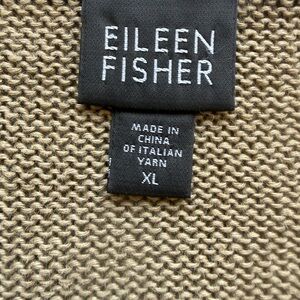 EILEEN
FISHER
MADE IN
CHINA
OF ITALIAN
YARN
XL